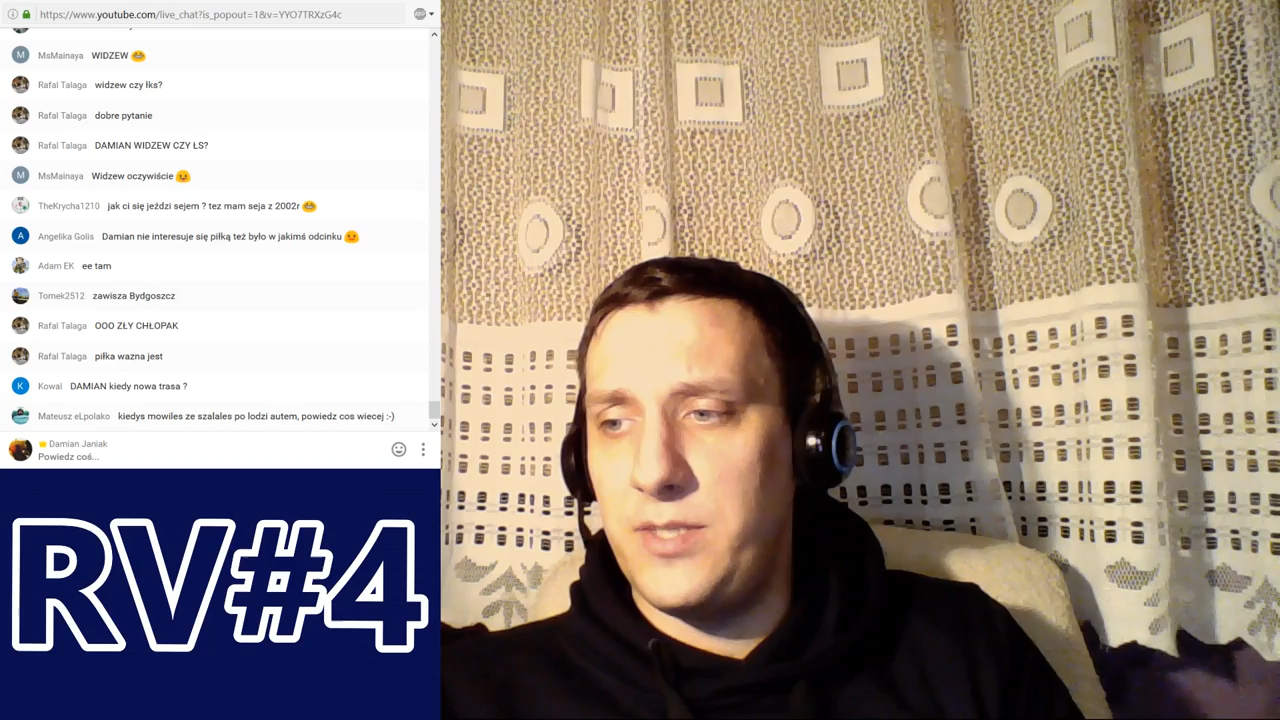 https://www.youtube.com/live_chat?is_popout=1&v=YYO7TRXzG4c
MsMainaya WIDZEW
Rafal Talaga widzew czy łks?
Rafal Talaga dobre pytanie
Rafal Talaga DAMIAN WIDZEW CZY ŁS?
MsMainaya Widzew oczywiście
TheKrycha1210 jak ci się jeździ sejem ? tez mam seja z 2002r
Angelika Golis Damian nie interesuje się piłką też było w jakimś odcinku
Adam EK ee tam
Tomek2512 zawisza Bydgoszcz
Rafal Talaga OOO ZŁY CHŁOPAK
Rafal Talaga piłka wazna jest
Kowal DAMIAN kiedy nowa trasa ?
Mateusz eLpolako kiedys mowiles ze szalales po lodzi autem, powiedz cos wiecej :-)
Damian Janiak
Powiedz coś...
RV#4